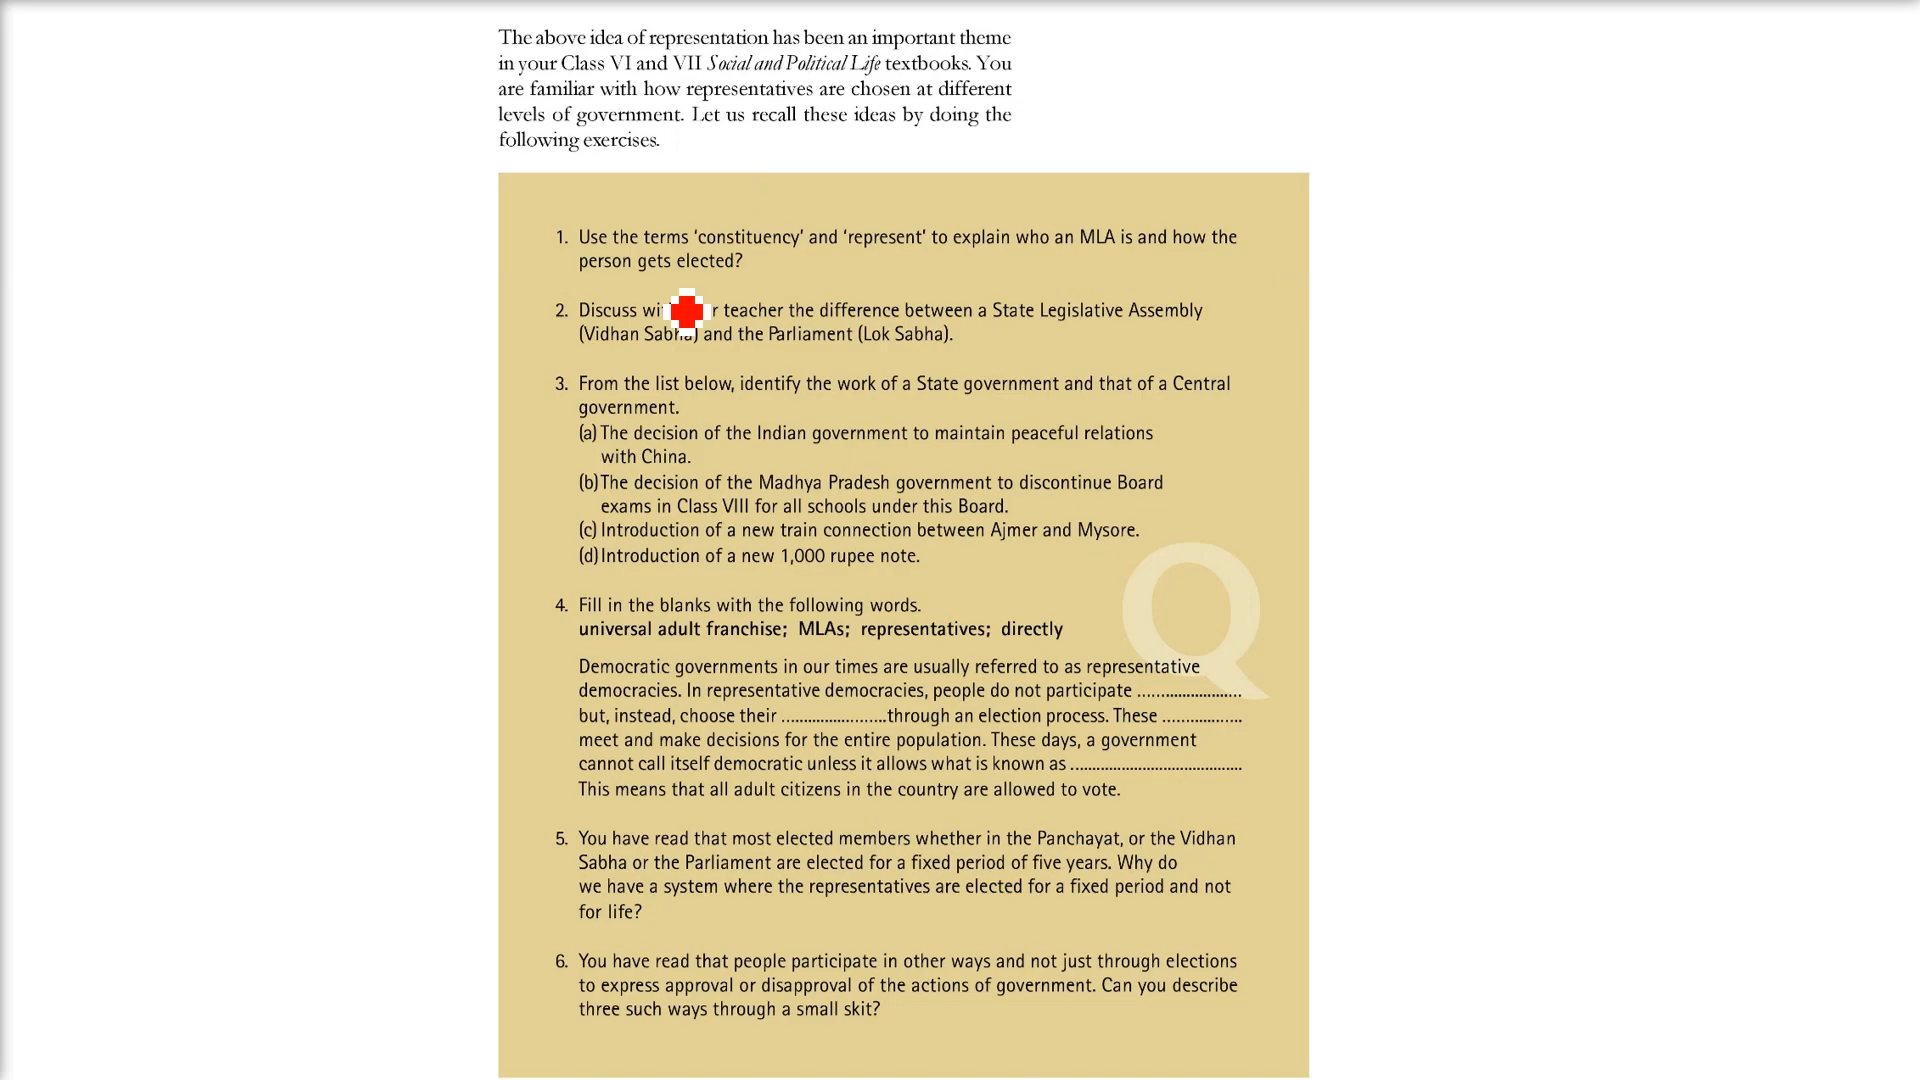 The above idea of representation has been an important theme
in your Class VI and VII Social and Political Life textbooks. You
are familiar with how representatives are chosen at different
levels of government. Let us recall these ideas by doing the
following exercises.
1. Use the terms ‘constituency’ and ‘represent’ to explain who an MLA is and how the
person gets elected?
2. Discuss teacher the difference between a State Legislative Assembly
(Vidhan Sabha) and the Parliament (Lok Sabha).
3. From the list below, identify the work of a State government and that of a Central
government.
(a) The decision of the Indian government to maintain peaceful relations
with China.
(b) The decision of the Madhya Pradesh government to discontinue Board
exams in Class VIII for all schools under this Board.
(c) Introduction of a new train connection between Ajmer and Mysore.
(d) Introduction of a new 1,000 rupee note.
4. Fill in the blanks with the following words.
universal adult franchise; MLAs; representatives; directly
Democratic governments in our times are usually referred to as representative
democracies. In representative democracies, people do not participate .......................
but, instead, choose their ........................through an election process. These ..................
meet and make decisions for the entire population. These days, a government
cannot call itself democratic unless it allows what is known as .......................................
This means that all adult citizens in the country are allowed to vote.
5. You have read that most elected members whether in the Panchayat, or the Vidhan
Sabha or the Parliament are elected for a fixed period of five years. Why do
we have a system where the representatives are elected for a fixed period and not
for life?
6. You have read that people participate in other ways and not just through elections
to express approval or disapproval of the actions of government. Can you describe
three such ways through a small skit?
Q